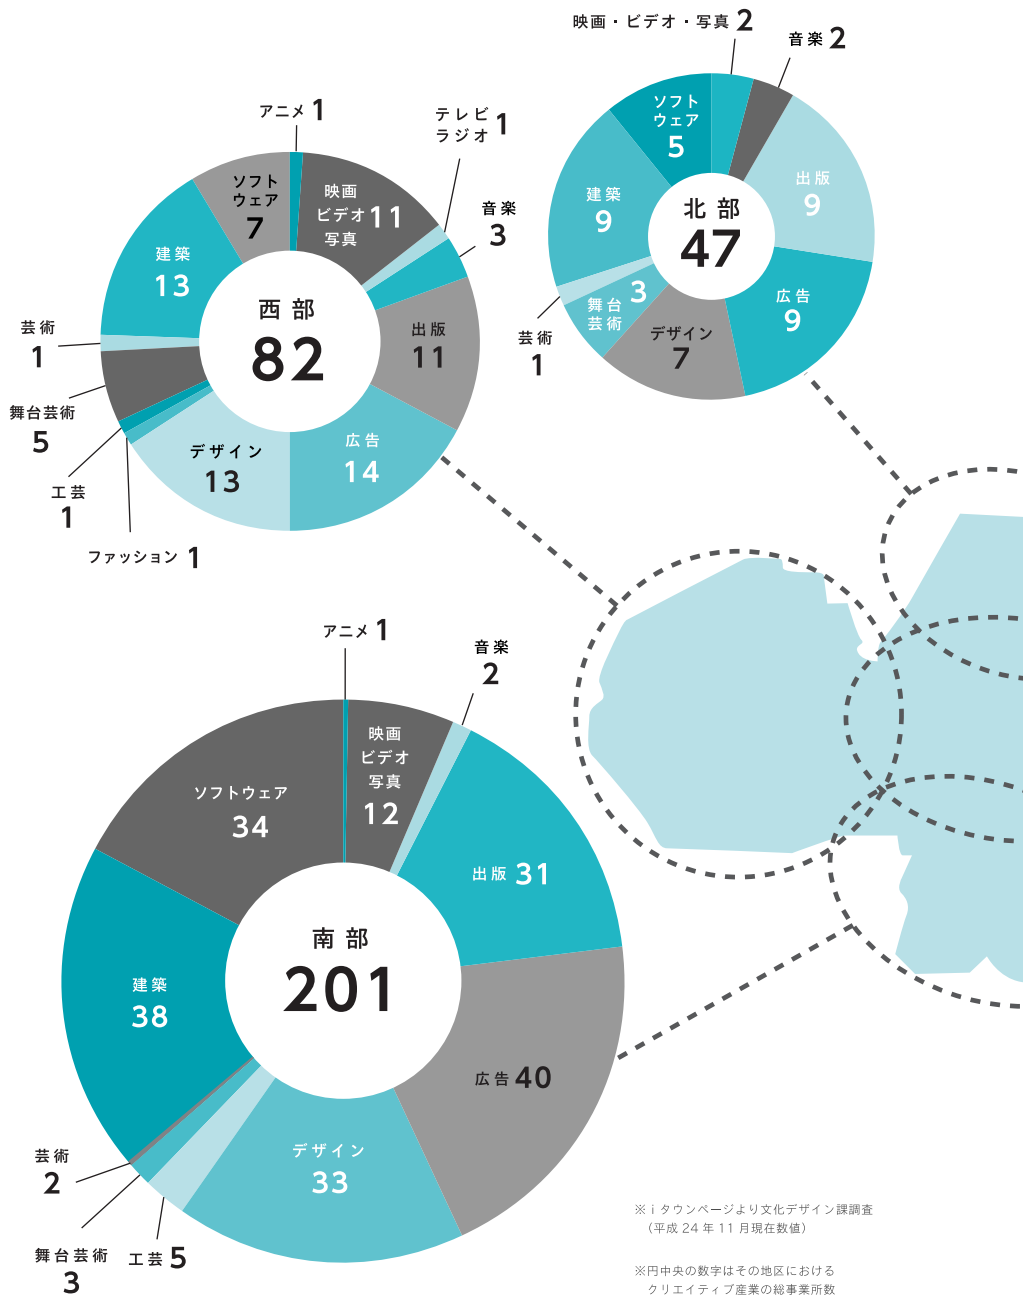 映画・ビデオ・写真 2
音楽 2
ソフト
ウェア
5
出版
9
建築
9
北部
47
広告
9
3
舞台
芸術
デザイン
7
芸術
1
アニメ 1
テレビ
ラジオ 1
ソフト
ウェア
7
映画
ビデオ 11
写真
音楽
3
建築
13
西部
82
出版
11
芸術
1
舞台芸術
5
広告
14
デザイン
13
工芸
1
ファッション 1
アニメ 1
音楽
2
映画
ビデオ
写真
12
ソフトウェア
34
出版 31
南部
201
建築
38
広告 40
デザイン
33
芸術
2
舞台芸術
3
工芸 5
※ i タウンページより文化デザイン課調査
（平成 24 年 11 月現在数値）
※円中央の数字はその地区における
クリエイティブ産業の総事業所数